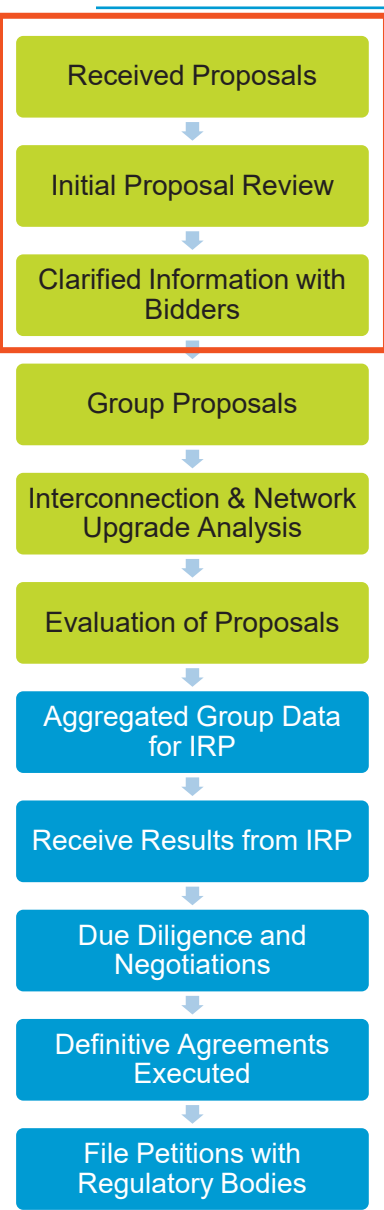 Received Proposals
Initial Proposal Review
Clarified Information with
Bidders
Group Proposals
Interconnection & Network
Upgrade Analysis
Evaluation of Proposals
Aggregated Group Data
for IRP
Receive Results from IRP
Due Diligence and
Negotiations
Definitive Agreements
Executed
File Petitions with
Regulatory Bodies